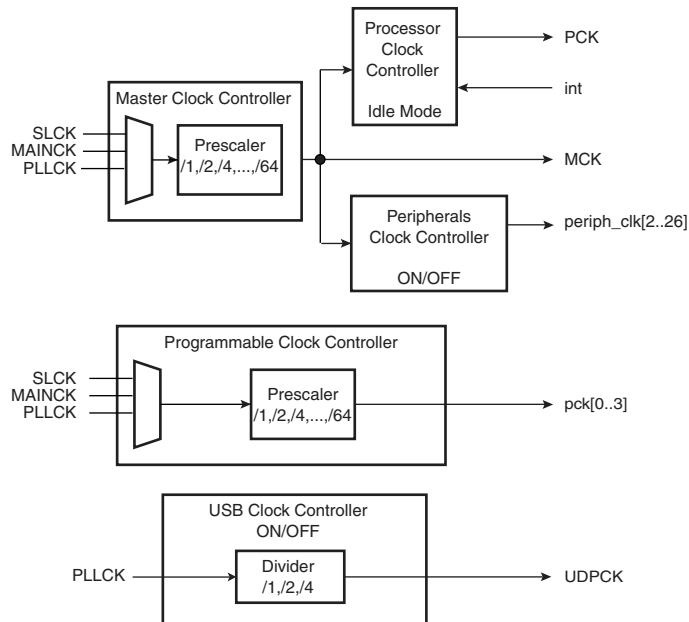 Processor
Clock
Controller
Idle Mode
PCK
int
Master Clock Controller
SLCK
MAINCK
PLLCK
Prescaler
/1,/2,/4,...,/64
MCK
Peripherals
Clock Controller
ON/OFF
periph_clk[2..26]
Programmable Clock Controller
SLCK
MAINCK
PLLCK
Prescaler
/1,/2,/4,...,/64
pck[0..3]
USB Clock Controller
ON/OFF
PLLCK
Divider
/1,/2,/4
UDPCK